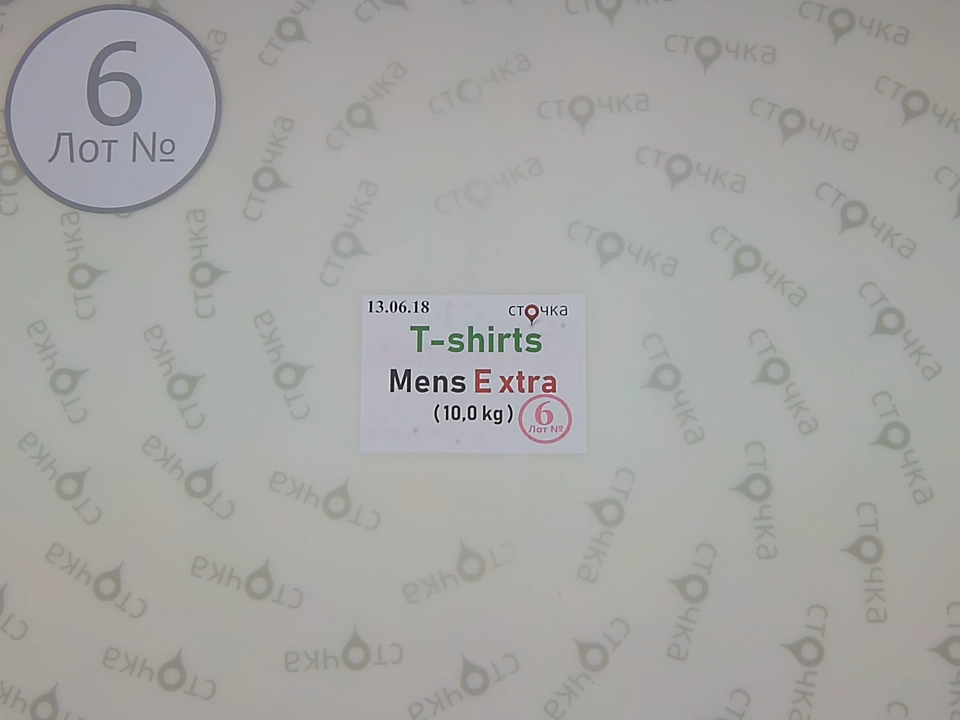 6
Лот №
13.06.18 сточка
T-shirts
Mens E xtra
(10,0 kg)
6
Лот №